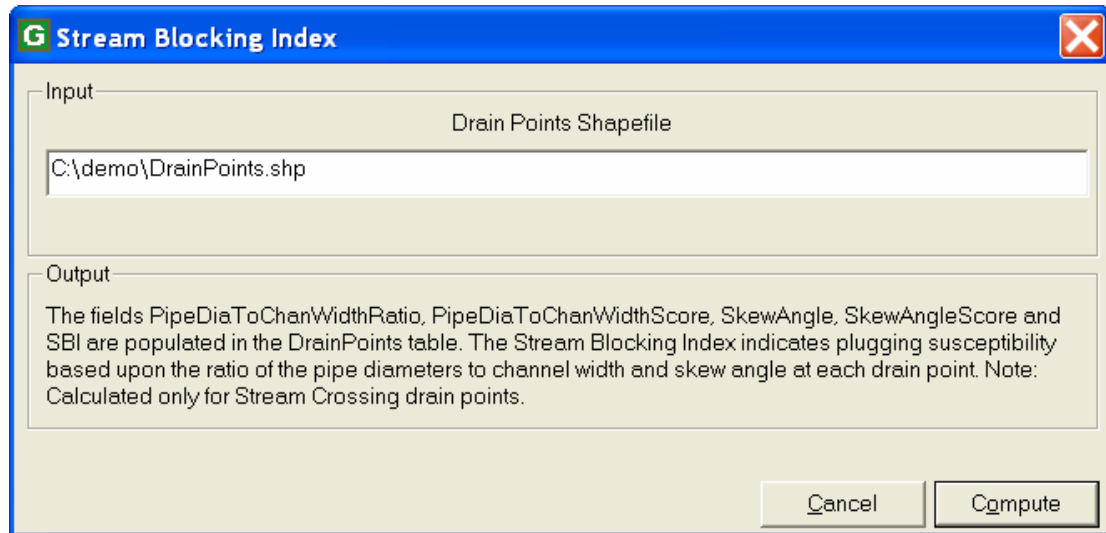 G Stream Blocking Index
Input
Drain Points Shapefile
C:\demo\DrainPoints.shp
Output
The fields PipeDiaToChanWidthRatio, PipeDiaToChanWidthScore, SkewAngle, SkewAngleScore and
SBI are populated in the DrainPoints table. The Stream Blocking Index indicates plugging susceptibility
based upon the ratio of the pipe diameters to channel width and skew angle at each drain point. Note:
Calculated only for Stream Crossing drain points.
Cancel Compute